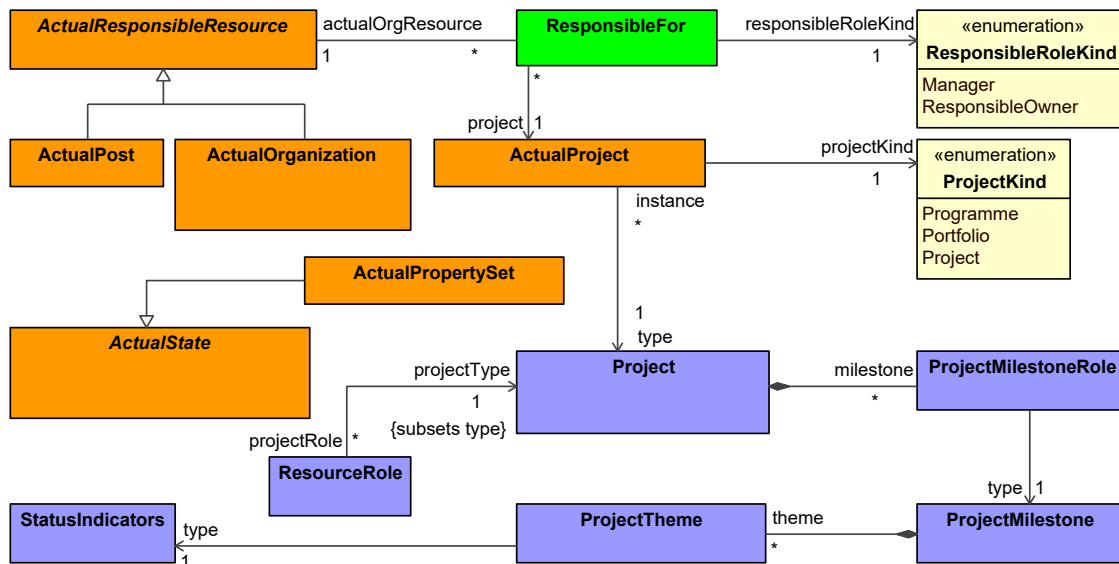 ActualResponsibleResource
actualOrgResource
1
*
ResponsibleFor
responsibleRoleKind
1
«enumeration»
ResponsibleRoleKind
Manager
ResponsibleOwner
*
project
1
ActualPost
ActualOrganization
ActualProject
projectKind
1
«enumeration»
ProjectKind
Programme
Portfolio
Project
instance
*
ActualPropertySet
ActualState
1
type
projectType
1
{subsets type}
Project
milestone
*
ProjectMilestoneRole
projectRole
*
ResourceRole
type
1
StatusIndicators
type
1
ProjectTheme
theme
*
ProjectMilestone